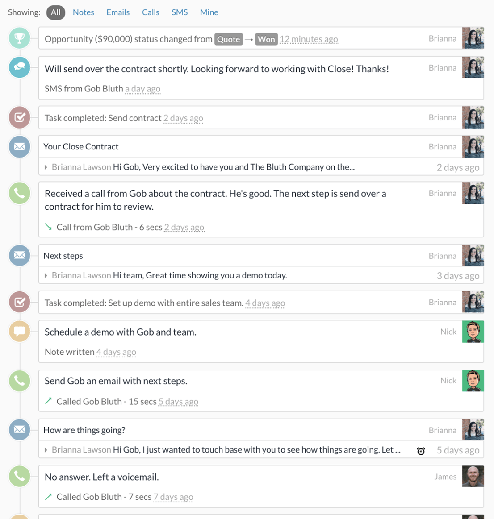 Showing: All Notes Emails Calls SMS Mine
Opportunity ($90,000) status changed from Quote → Won 12 minutes ago Brianna
Will send over the contract shortly. Looking forward to working with Close! Thanks! Brianna
SMS from Gob Bluth a day ago
Task completed: Send contract 2 days ago Brianna
Your Close Contract Brianna
Brianna Lawson Hi Gob, Very excited to have you and The Bluth Company on the... 2 days ago
Received a call from Gob about the contract. He's good. The next step is send over Brianna
contract for him to review.
Call from Gob Bluth - 6 secs 2 days ago
Next steps Brianna
Brianna Lawson Hi team, Great time showing you a demo today. 3 days ago
Task completed: Set up demo with entire sales team. 4 days ago Brianna
Schedule a demo with Gob and team. Nick
Note written 4 days ago
Send Gob an email with next steps. Nick
Called Gob Bluth - 15 secs 5 days ago
How are things going? Brianna
Brianna Lawson Hi Gob, I just wanted to touch base with you to see how things are going. Let ... 5 days ago
No answer. Left a voicemail. James
Called Gob Bluth - 7 secs 7 days ago